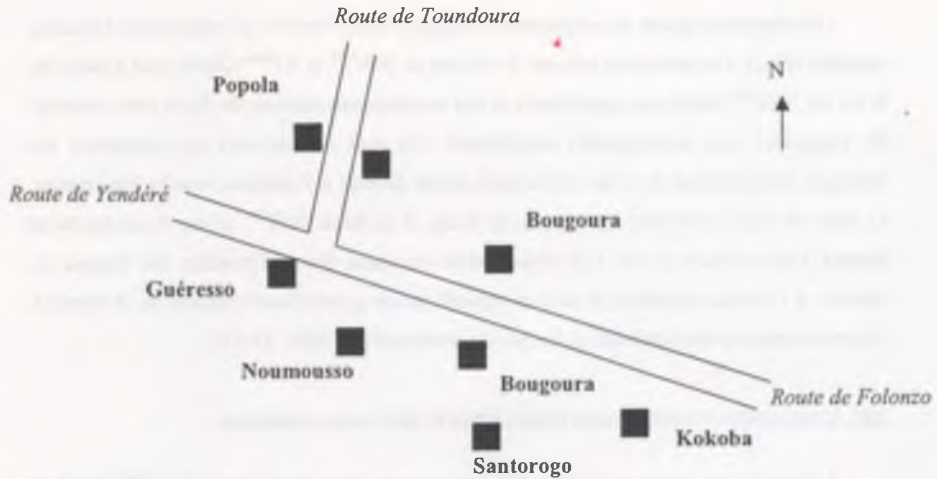 Route de Toundoura
N
Popola
Route de Yendéré
Bougoura
Guéresso
Noumousso
Bougoura
Route de Folonzo
Kokoba
Santorogo